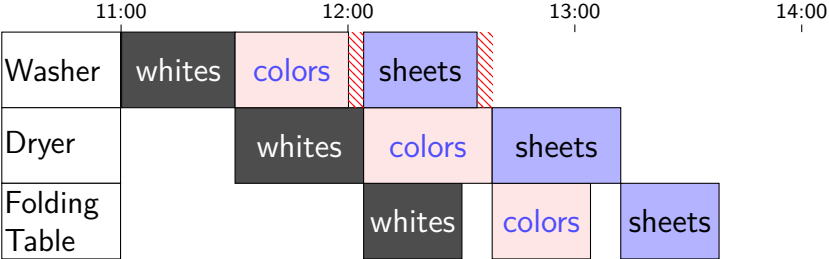 11:00 12:00 13:00 14:00
Washer whites colors sheets
Dryer whites colors sheets
Folding
Table whites colors sheets